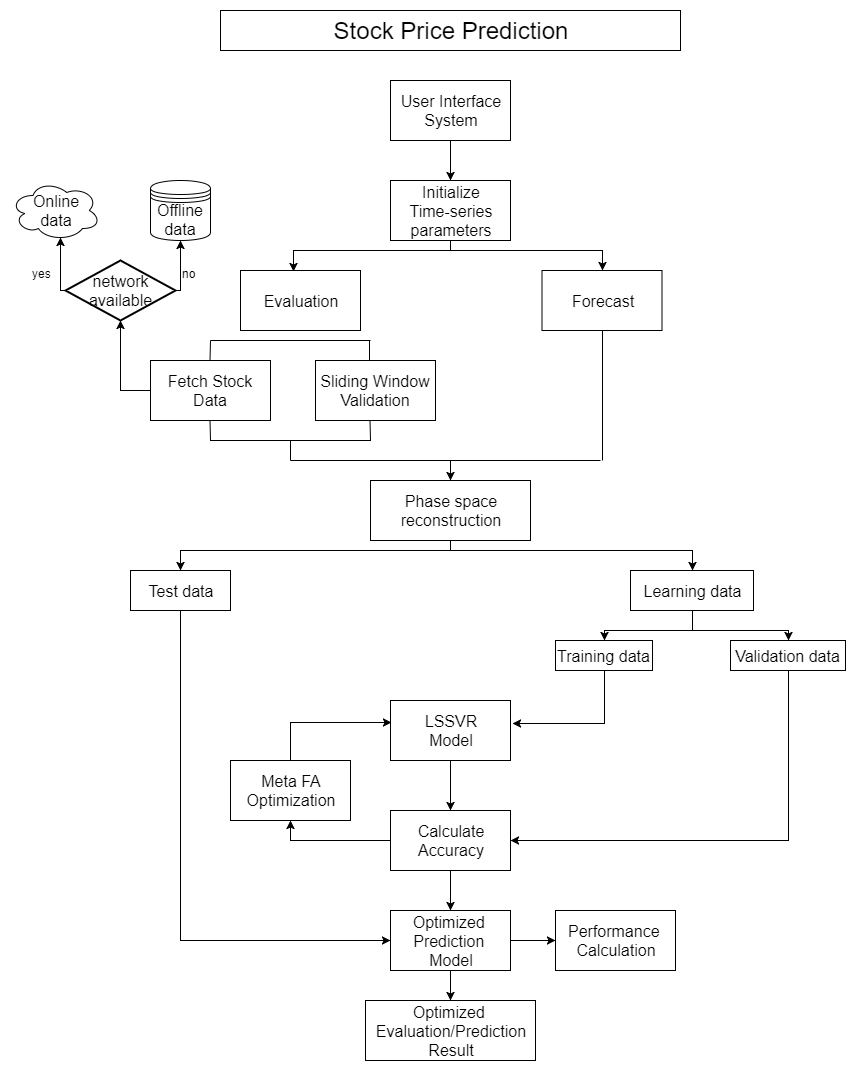 Stock Price Prediction
User Interface
System
Initialize
Time-series
parameters
Online
data
Offline
data
yes
no
network
available
Evaluation
Forecast
Fetch Stock
Data
Sliding Window
Validation
Phase space
reconstruction
Test data
Learning data
Training data
Validation data
LSSVR
Model
Meta FA
Optimization
Calculate
Accuracy
Optimized
Prediction
Model
Performance
Calculation
Optimized
Evaluation/Prediction
Result